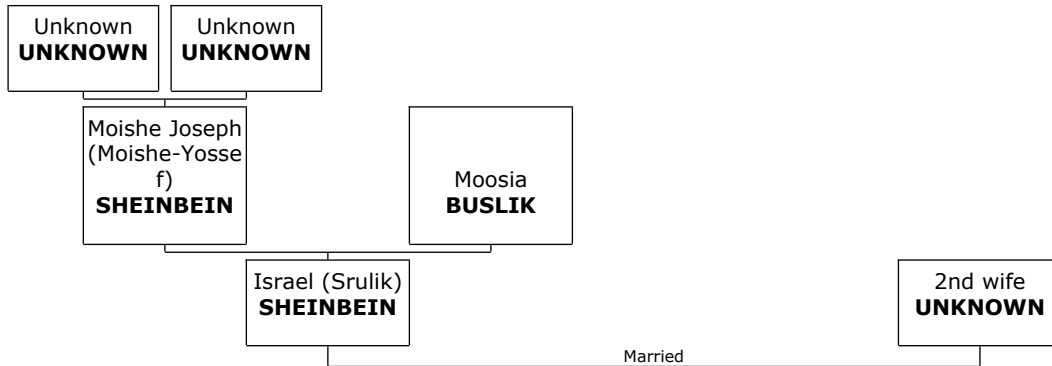 Unknown
UNKNOWN
Unknown
UNKNOWN
Moishe Joseph
(Moishe-Yosse
f)
SHEINBEIN
Moosia
BUSLIK
Israel (Srulik)
SHEINBEIN
2nd wife
UNKNOWN
Married